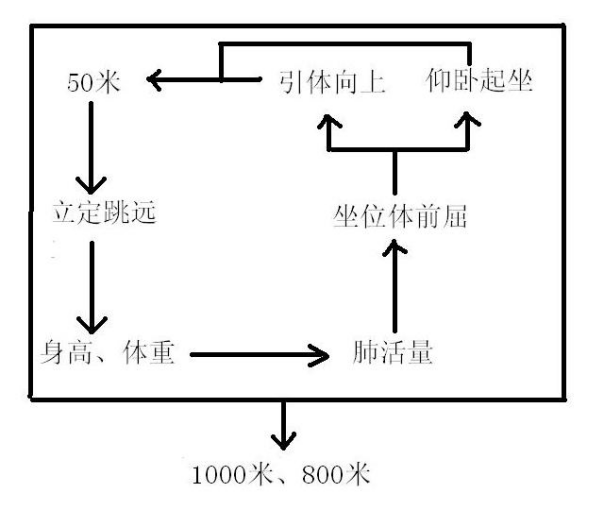 50米 引体向上 仰卧起坐
立定跳远 坐位体前屈
身高、体重 肺活量
1000米、800米